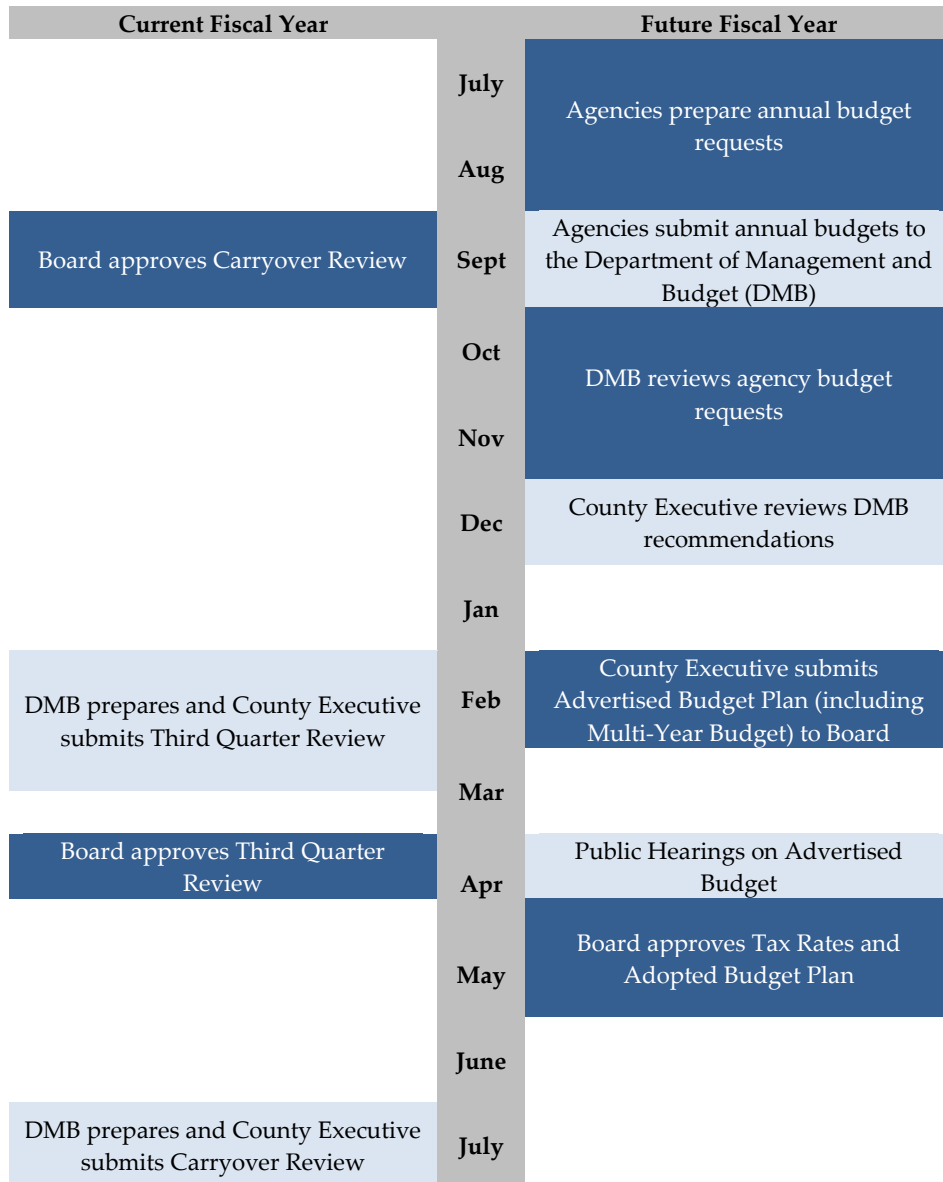 Current Fiscal Year
Future Fiscal Year
July
Agencies prepare annual budget
requests
Aug
Board approves Carryover Review
Sept
Agencies submit annual budgets to
the Department of Management and
Budget (DMB)
Oct
DMB reviews agency budget
requests
Nov
Dec
County Executive reviews DMB
recommendations
Jan
DMB prepares and County Executive
submits Third Quarter Review
Feb
County Executive submits
Advertised Budget Plan (including
Multi-Year Budget) to Board
Mar
Board approves Third Quarter
Review
Apr
Public Hearings on Advertised
Budget
Board approves Tax Rates and
Adopted Budget Plan
May
June
DMB prepares and County Executive
submits Carryover Review
July